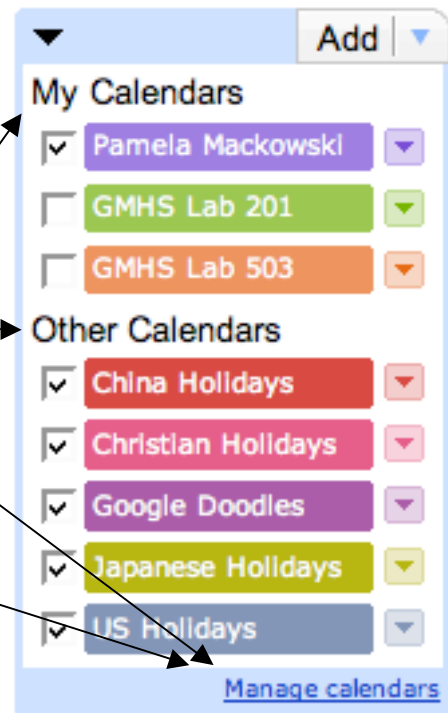 Add
My Calendars
Pamela Mackowski
GMHS Lab 201
GMHS Lab 503
Other Calendars
China Holidays
Christian Holidays
Google Doodles
Japanese Holidays
US Holidays
Manage calendars